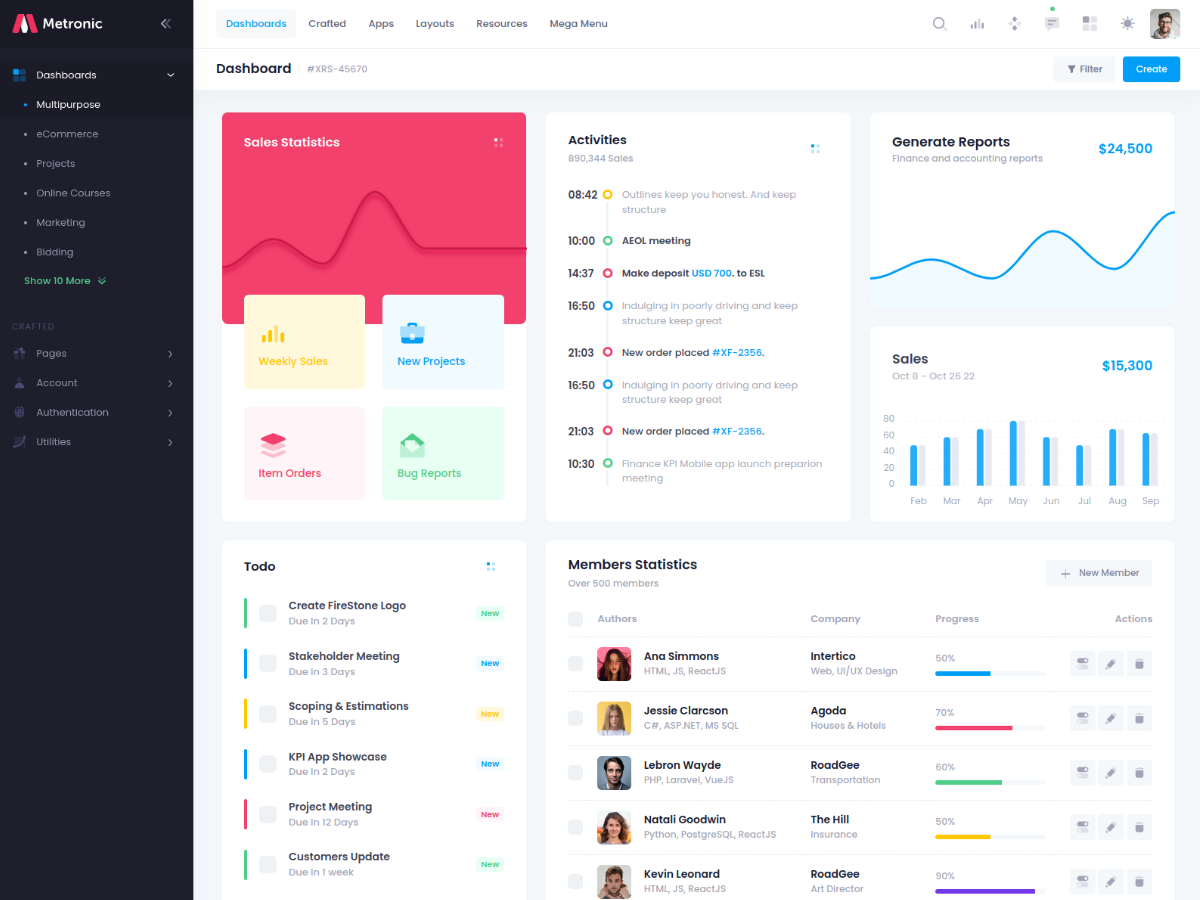 Metronic
Dashboards
Multipurpose
eCommerce
Projects
Online Courses
Marketing
Bidding
Show 10 More
CRAFTED
Pages
Account
Authentication
Utilities
Dashboards Crafted Apps Layouts Resources Mega Menu
Dashboard #XRS-45670
Filter
Create
Sales Statistics
Weekly Sales
New Projects
Item Orders
Bug Reports
Activities
890,344 Sales
08:42 Outlines keep you honest. And keep
structure
10:00 AEOL meeting
14:37 Make deposit USD 700. to ESL
16:50 Indulging in poorly driving and keep
structure keep great
21:03 New order placed #XF-2356.
16:50 Indulging in poorly driving and keep
structure keep great
21:03 New order placed #XF-2356.
10:30 Finance KPI Mobile app launch preparion
meeting
Generate Reports
Finance and accounting reports
$24,500
Sales
Oct 8 - Oct 26 22
$15,300
80
60
40
20
0
Feb Mar Apr May Jun Jul Aug Sep
Todo
Create FireStone Logo
Due in 2 Days
New
Stakeholder Meeting
Due in 3 Days
New
Scoping & Estimations
Due in 5 Days
New
KPI App Showcase
Due in 2 Days
New
Project Meeting
Due in 12 Days
New
Customers Update
Due in 1 week
New
Members Statistics
Over 500 members
New Member
Authors Company Progress Actions
Ana Simmons Intertico 50%
HTML, JS, ReactJS Web, UI/UX Design
Jessie Clarcson Agoda 70%
C#, ASP.NET, MS SQL Houses & Hotels
Lebron Wayde RoadGee 60%
PHP, Laravel, VueJS Transportation
Natali Goodwin The Hill 50%
Python, PostgreSQL, ReactJS Insurance
Kevin Leonard RoadGee 90%
HTML, JS, ReactJS Art Director